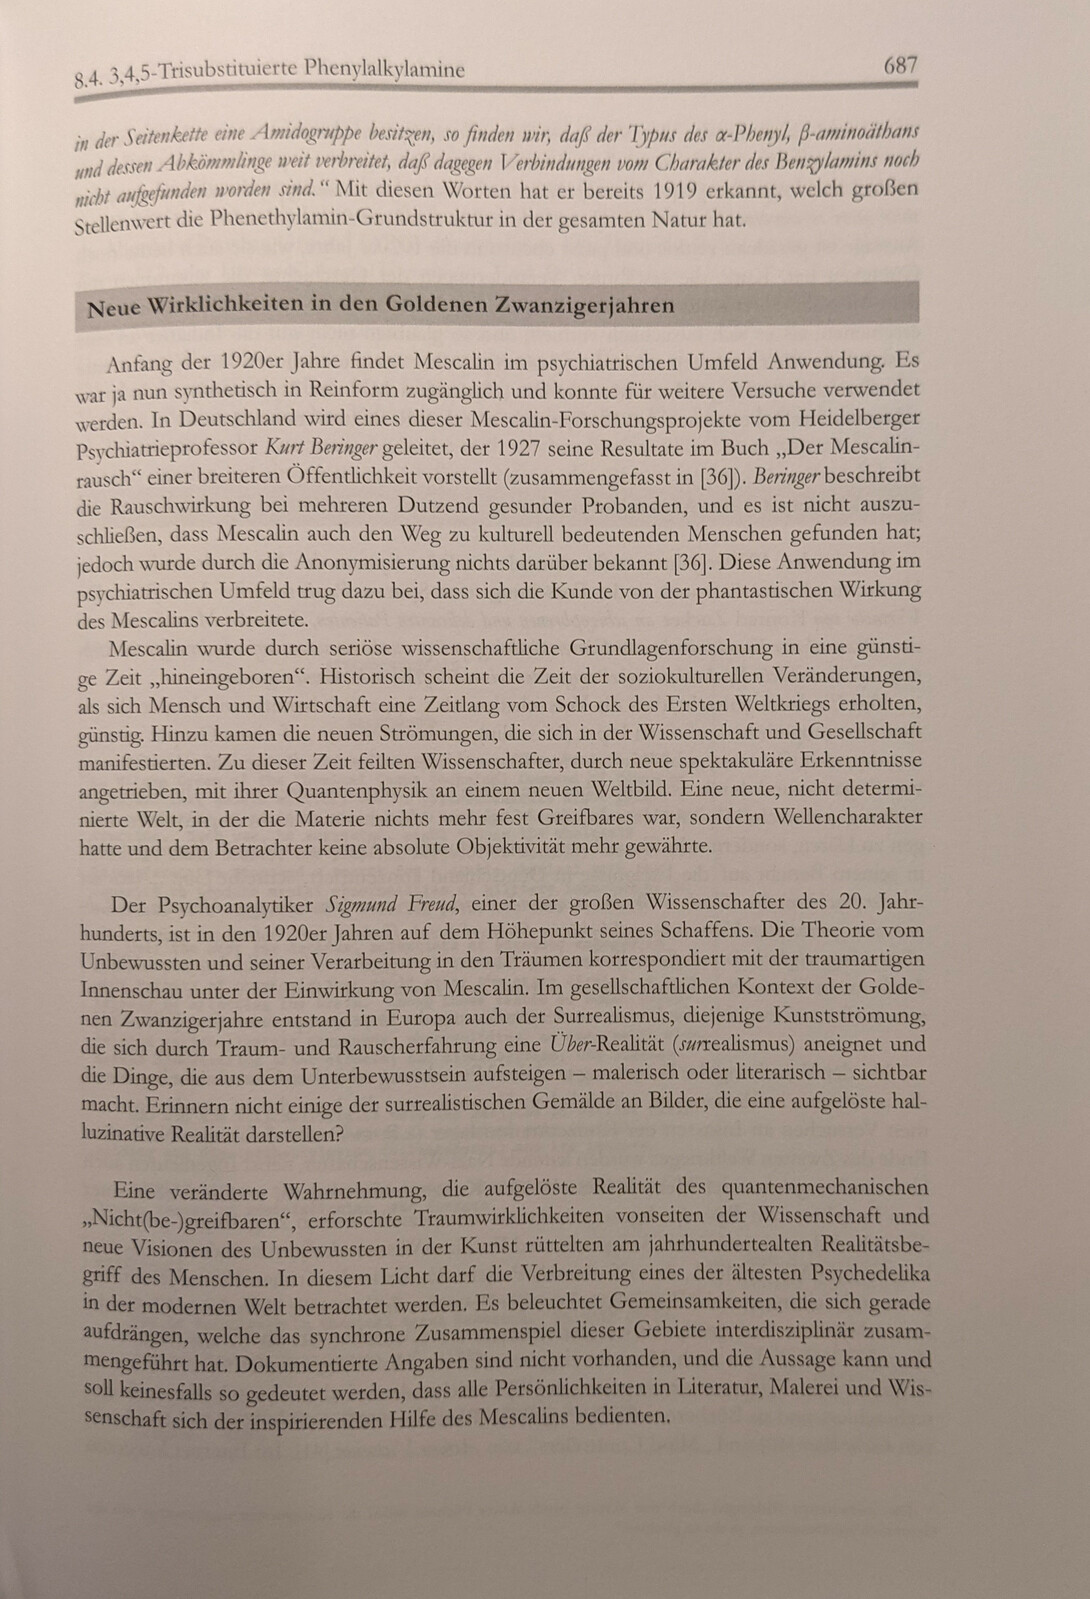 8.4. 3,4,5-Trisubstituierte Phenylalkylamine
687
in der Seitenkette eine Amidogruppe besitzen, so finden wir, daß der Typus des α-Phenyl, β-aminoäthans
und dessen Abkömmlinge weit verbreitet, daß dagegen Verbindungen vom Charakter des Benzylamins noch
nicht aufgefunden worden sind.“ Mit diesen Worten hat er bereits 1919 erkannt, welch großen
Stellenwert die Phenethylamin-Grundstruktur in der gesamten Natur hat.
Neue Wirklichkeiten in den Goldenen Zwanzigerjahren
Anfang der 1920er Jahre findet Mescalin im psychiatrischen Umfeld Anwendung. Es
war ja nun synthetisch in Reinform zugänglich und konnte für weitere Versuche verwendet
werden. In Deutschland wird eines dieser Mescalin-Forschungsprojekte vom Heidelberger
Psychiatrieprofessor Kurt Beringer geleitet, der 1927 seine Resultate im Buch „Der Mescalin-
rausch“ einer breiteren Öffentlichkeit vorstellt (zusammengefasst in [36]). Beringer beschreibt
die Rauschwirkung bei mehreren Dutzend gesunder Probanden, und es ist nicht auszu-
schließen, dass Mescalin auch den Weg zu kulturell bedeutenden Menschen gefunden hat;
jedoch wurde durch die Anonymisierung nichts darüber bekannt [36]. Diese Anwendung im
psychiatrischen Umfeld trug dazu bei, dass sich die Kunde von der phantastischen Wirkung
des Mescalins verbreitete.
Mescalin wurde durch seriöse wissenschaftliche Grundlagenforschung in eine günsti-
ge Zeit „hineingeboren“. Historisch scheint die Zeit der soziokulturellen Veränderungen,
als sich Mensch und Wirtschaft eine Zeitlang vom Schock des Ersten Weltkriegs erholten,
günstig. Hinzu kamen die neuen Strömungen, die sich in der Wissenschaft und Gesellschaft
manifestierten. Zu dieser Zeit feilten Wissenschafter, durch neue spektakuläre Erkenntnisse
angetrieben, mit ihrer Quantenphysik an einem neuen Weltbild. Eine neue, nicht determi-
nierte Welt, in der die Materie nichts mehr fest Greifbares war, sondern Wellencharakter
hatte und dem Betrachter keine absolute Objektivität mehr gewährte.
Der Psychoanalytiker Sigmund Freud, einer der großen Wissenschafter des 20. Jahr-
hunderts, ist in den 1920er Jahren auf dem Höhepunkt seines Schaffens. Die Theorie vom
Unbewussten und seiner Verarbeitung in den Träumen korrespondiert mit der traumartigen
Innenschau unter der Einwirkung von Mescalin. Im gesellschaftlichen Kontext der Golde-
nen Zwanzigerjahre entstand in Europa auch der Surrealismus, diejenige Kunstströmung,
die sich durch Traum- und Rauscherfahrung eine Über-Realität (surrealismus) aneignet und
die Dinge, die aus dem Unterbewusstsein aufsteigen – malerisch oder literarisch – sichtbar
macht. Erinnern nicht einige der surrealistischen Gemälde an Bilder, die eine aufgelöste hal-
luzinative Realität darstellen?
Eine veränderte Wahrnehmung, die aufgelöste Realität des quantenmechanischen
„Nicht(be-)greifbaren“, erforschte Traumwirklichkeiten vonseiten der Wissenschaft und
neue Visionen des Unbewussten in der Kunst rüttelten am jahrhundertealten Realitätsbe-
griff des Menschen. In diesem Licht darf die Verbreitung eines der ältesten Psychedelika
in der modernen Welt betrachtet werden. Es beleuchtet Gemeinsamkeiten, die sich gerade
aufdrängen, welche das synchrone Zusammenspiel dieser Gebiete interdisziplinär zusam-
mengeführt hat. Dokumentierte Angaben sind nicht vorhanden, und die Aussage kann und
soll keinesfalls so gedeutet werden, dass alle Persönlichkeiten in Literatur, Malerei und Wis-
senschaft sich der inspirierenden Hilfe des Mescalins bedienten.